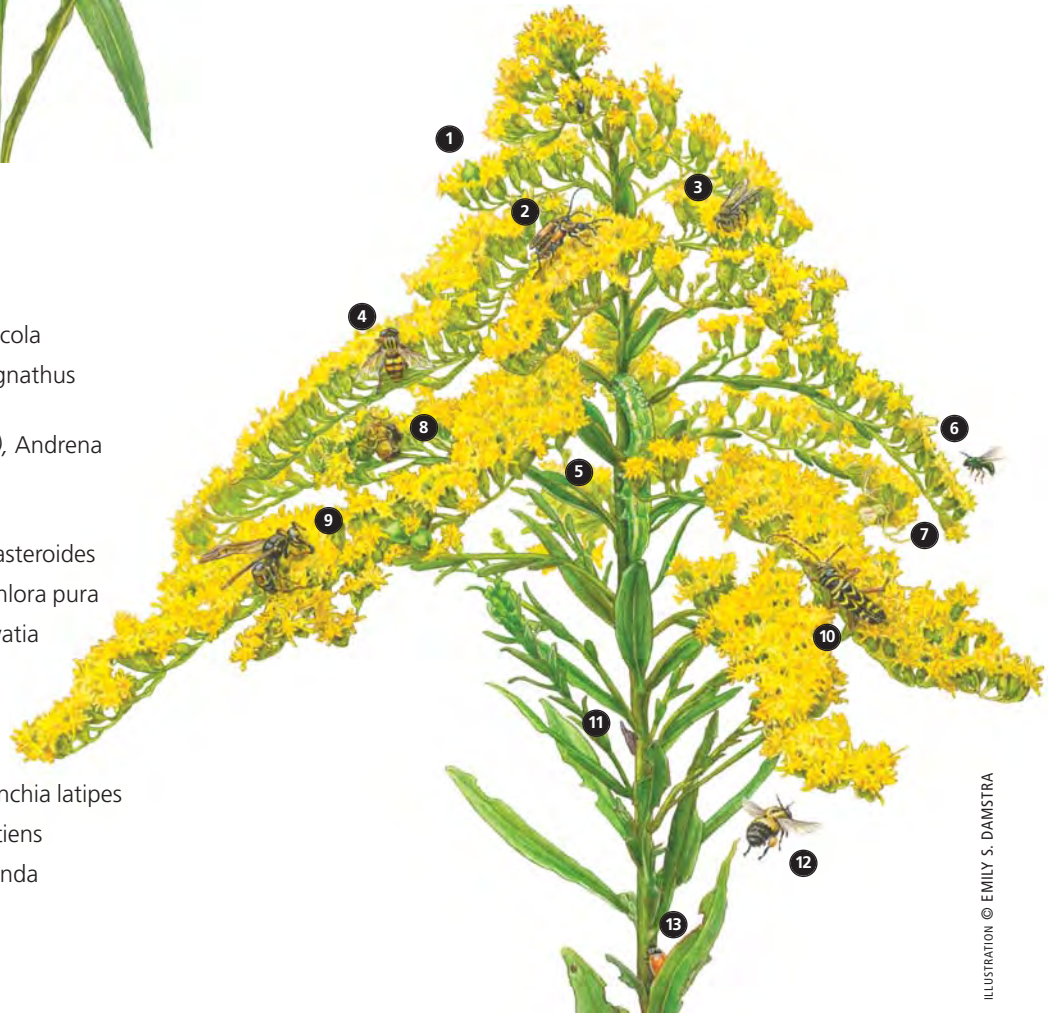 1
2
3
4
cola
gnathus
), Andrena
6
8
5
9
7
asteroides
hlora pura
vatia
10
11
nchia latipes
tiens
nda
12
13
ILLUSTRATION © EMILY S. DAMSTRA